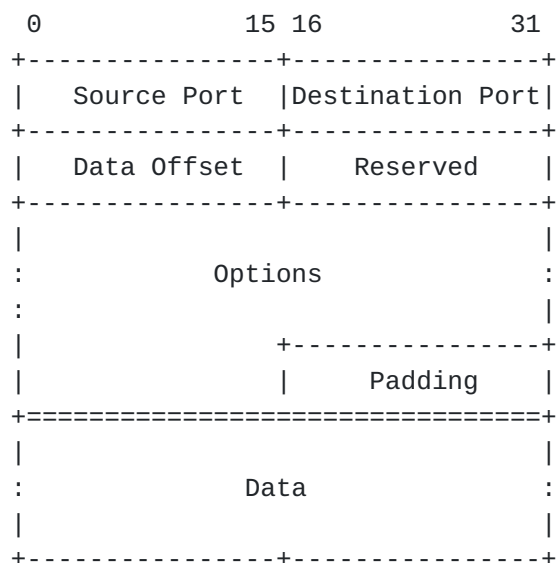 0 15 16 31
Source Port Destination Port
Data Offset Reserved
Options
Padding
Data